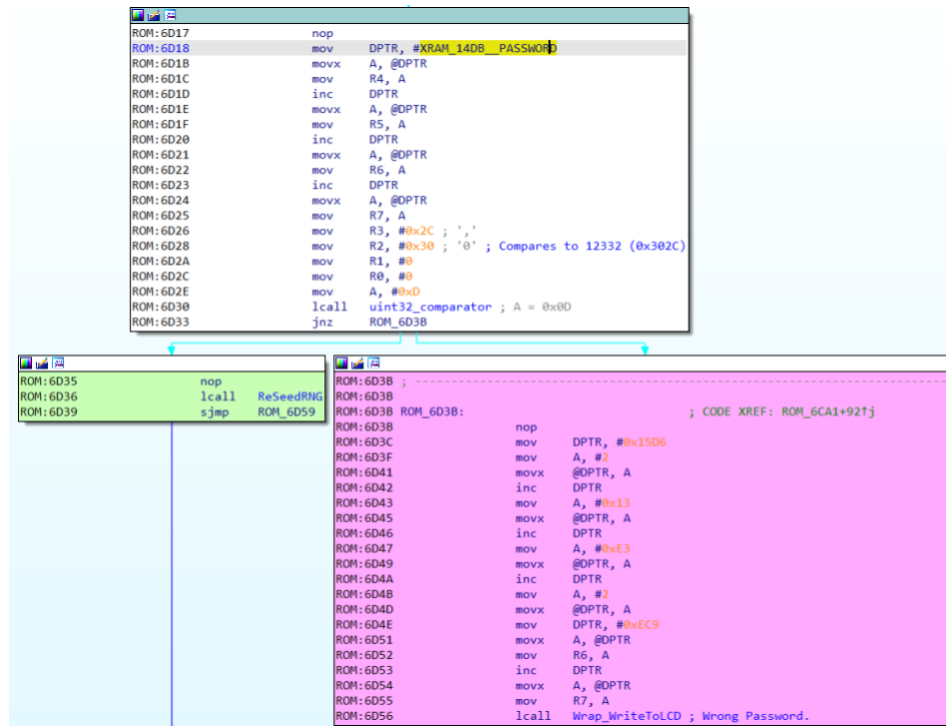 ROM:6D17 nop
ROM:6D18 mov DPTR, #XRAM_14DB__PASSWORD
ROM:6D1B movx A, @DPTR
ROM:6D1C mov R4, A
ROM:6D1D inc DPTR
ROM:6D1E movx A, @DPTR
ROM:6D1F mov R5, A
ROM:6D20 inc DPTR
ROM:6D21 movx A, @DPTR
ROM:6D22 mov R6, A
ROM:6D23 inc DPTR
ROM:6D24 movx A, @DPTR
ROM:6D25 mov R7, A
ROM:6D26 mov R3, #0x2C ; ','
ROM:6D28 mov R2, #0x30 ; '0' ; Compares to 12332 (0x302C)
ROM:6D2A mov R1, #0
ROM:6D2C mov R0, #0
ROM:6D2E mov A, #0xD
ROM:6D30 lcall uint32_comparator ; A = 0x0D
ROM:6D33 jnz ROM_6D3B
ROM:6D35 nop
ROM:6D36 lcall ReSeedRNG
ROM:6D39 sjmp ROM_6D59
ROM:6D3B ; ---------------------------------------------------------------------------
ROM:6D3B
ROM:6D3B ROM_6D3B: ; CODE XREF: ROM_6CA1+92↑j
ROM:6D3B nop
ROM:6D3C mov DPTR, #0x15D6
ROM:6D3F mov A, #2
ROM:6D41 movx @DPTR, A
ROM:6D42 inc DPTR
ROM:6D43 mov A, #0x13
ROM:6D45 movx @DPTR, A
ROM:6D46 inc DPTR
ROM:6D47 mov A, #0xE3
ROM:6D49 movx @DPTR, A
ROM:6D4A inc DPTR
ROM:6D4B mov A, #2
ROM:6D4D movx @DPTR, A
ROM:6D4E mov DPTR, #0xEC9
ROM:6D51 movx A, @DPTR
ROM:6D52 mov R6, A
ROM:6D53 inc DPTR
ROM:6D54 movx A, @DPTR
ROM:6D55 mov R7, A
ROM:6D56 lcall Wrap_WriteToLCD ; Wrong Password.